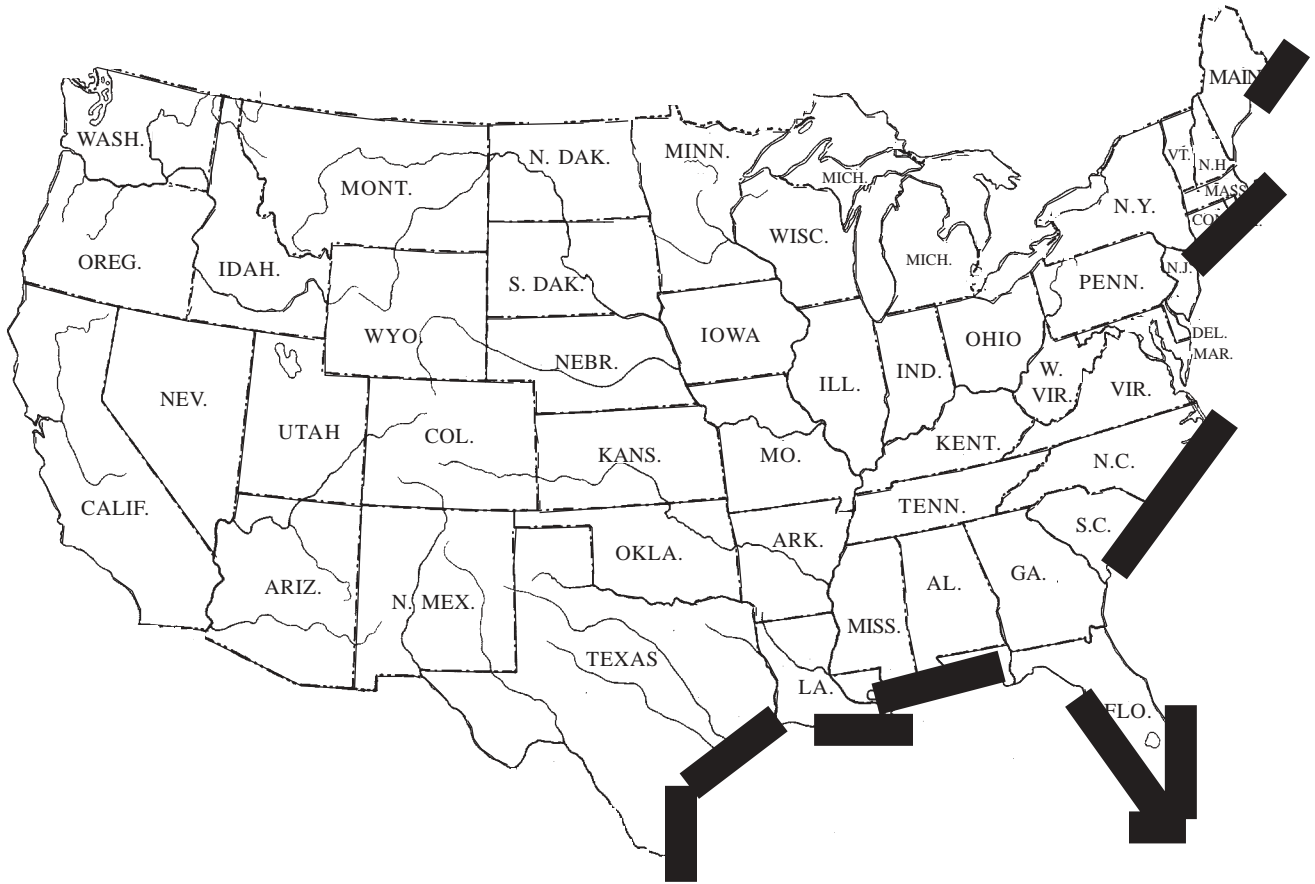 MAIN
WASH.
MONT.
N. DAK.
MINN.
VT.
N.H.
MICH.
MASS
N.Y.
CO
OREG.
IDAH.
S. DAK.
WISC.
MICH.
N.J.
PENN.
WYO
NEBR.
IOWA
ILL.
IND.
OHIO
W.
VIR.
VIR.
DEL.
MAR.
NEV.
UTAH
COL.
KANS.
MO.
KENT.
N.C.
CALIF.
TENN.
S.C.
ARIZ.
N. MEX.
OKLA.
ARK.
MISS.
AL.
GA.
TEXAS
LA.
FLO.